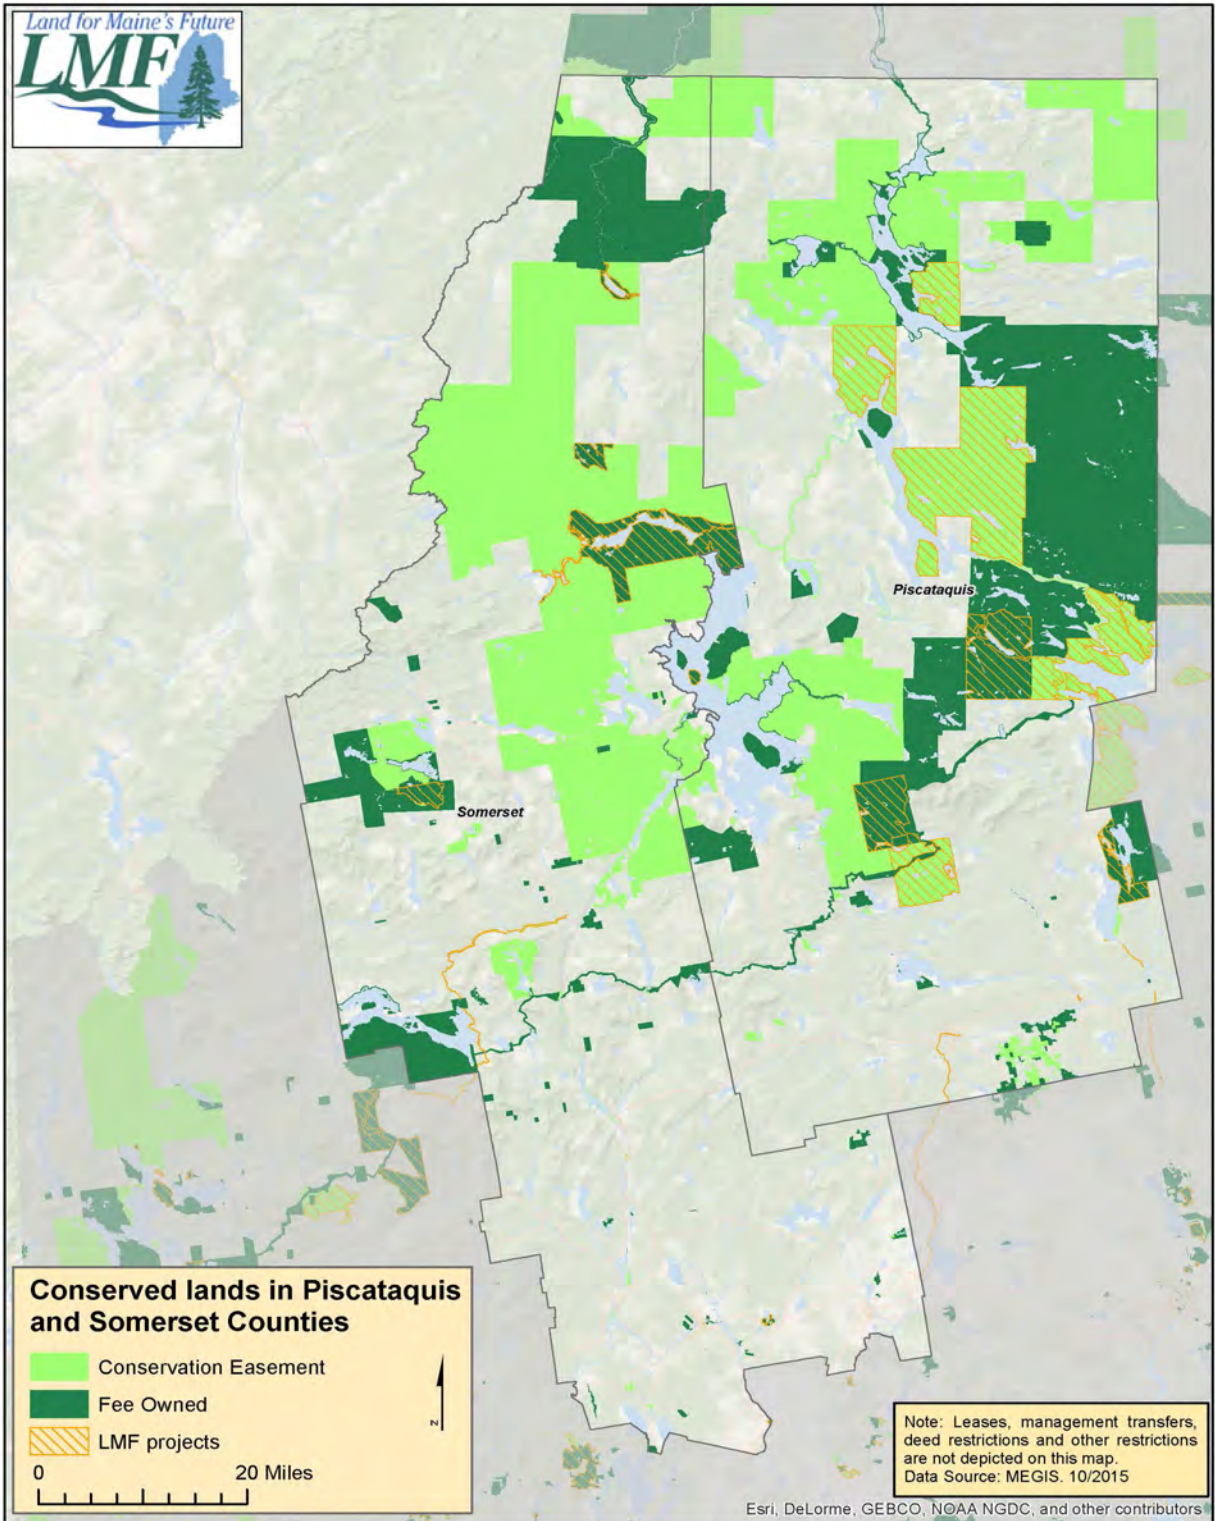 Land for Maine's Future
LMF
Piscataquis
Somerset
Conserved lands in Piscataquis
and Somerset Counties
Conservation Easement
Fee Owned
LMF projects
N
0 20 Miles
Note: Leases, management transfers,
deed restrictions and other restrictions
are not depicted on this map.
Data Source: MEGIS. 10/2015
Esri, DeLorme, GEBCO, NOAA NGDC, and other contributors